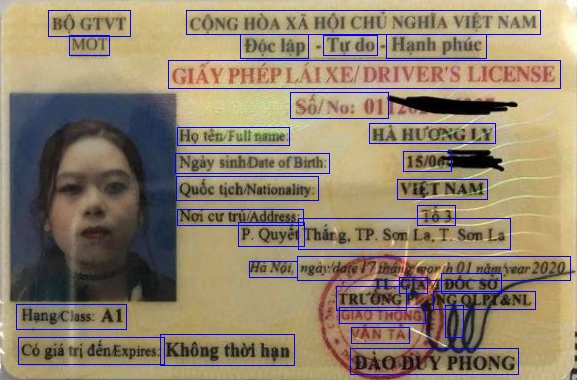 BỘ GTVT
MOT
CỘNG HÒA XÃ HỘI CHỦ NGHĨA VIỆT NAM
Độc lập - Tự do - Hạnh phúc
GIẤY PHÉP LÁI XE/ DRIVER'S LICENSE
Số/No: 01
Họ tên/Full name: HÀ HƯƠNG LY
Ngày sinh/Date of Birth: 15/06
Quốc tịch/Nationality: VIỆT NAM
Nơi cư trú/Address: Tổ 3
P. Quyết Thắng, TP. Sơn La, T. Sơn La
Hà Nội, ngày/date 17 tháng/month 01 năm/year 2020
TL. GIÁM ĐỐC SỞ
TRƯỞNG PHÒNG QLPT&NL
GIAO THÔNG
VẬN TẢI
Hạng/Class: A1
Có giá trị đến/Expires: Không thời hạn
ĐÀO DUY PHONG